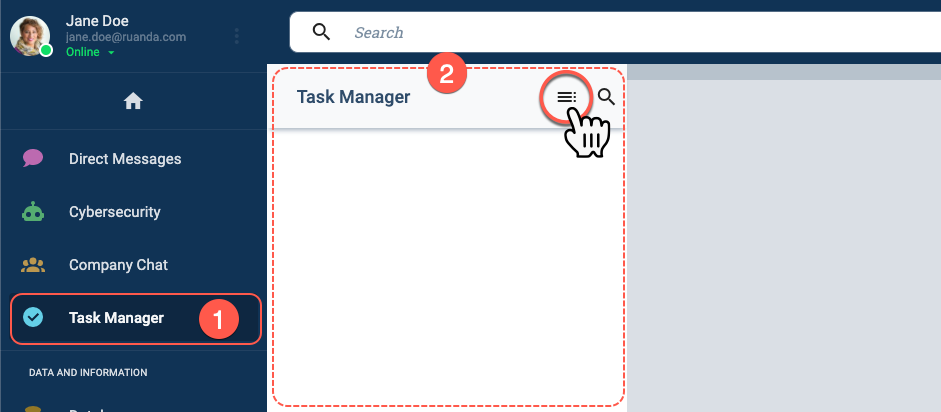 Jane Doe
jane.doe@ruanda.com
Online
Search
2
Task Manager
Direct Messages
Cybersecurity
Company Chat
Task Manager
1
DATA AND INFORMATION